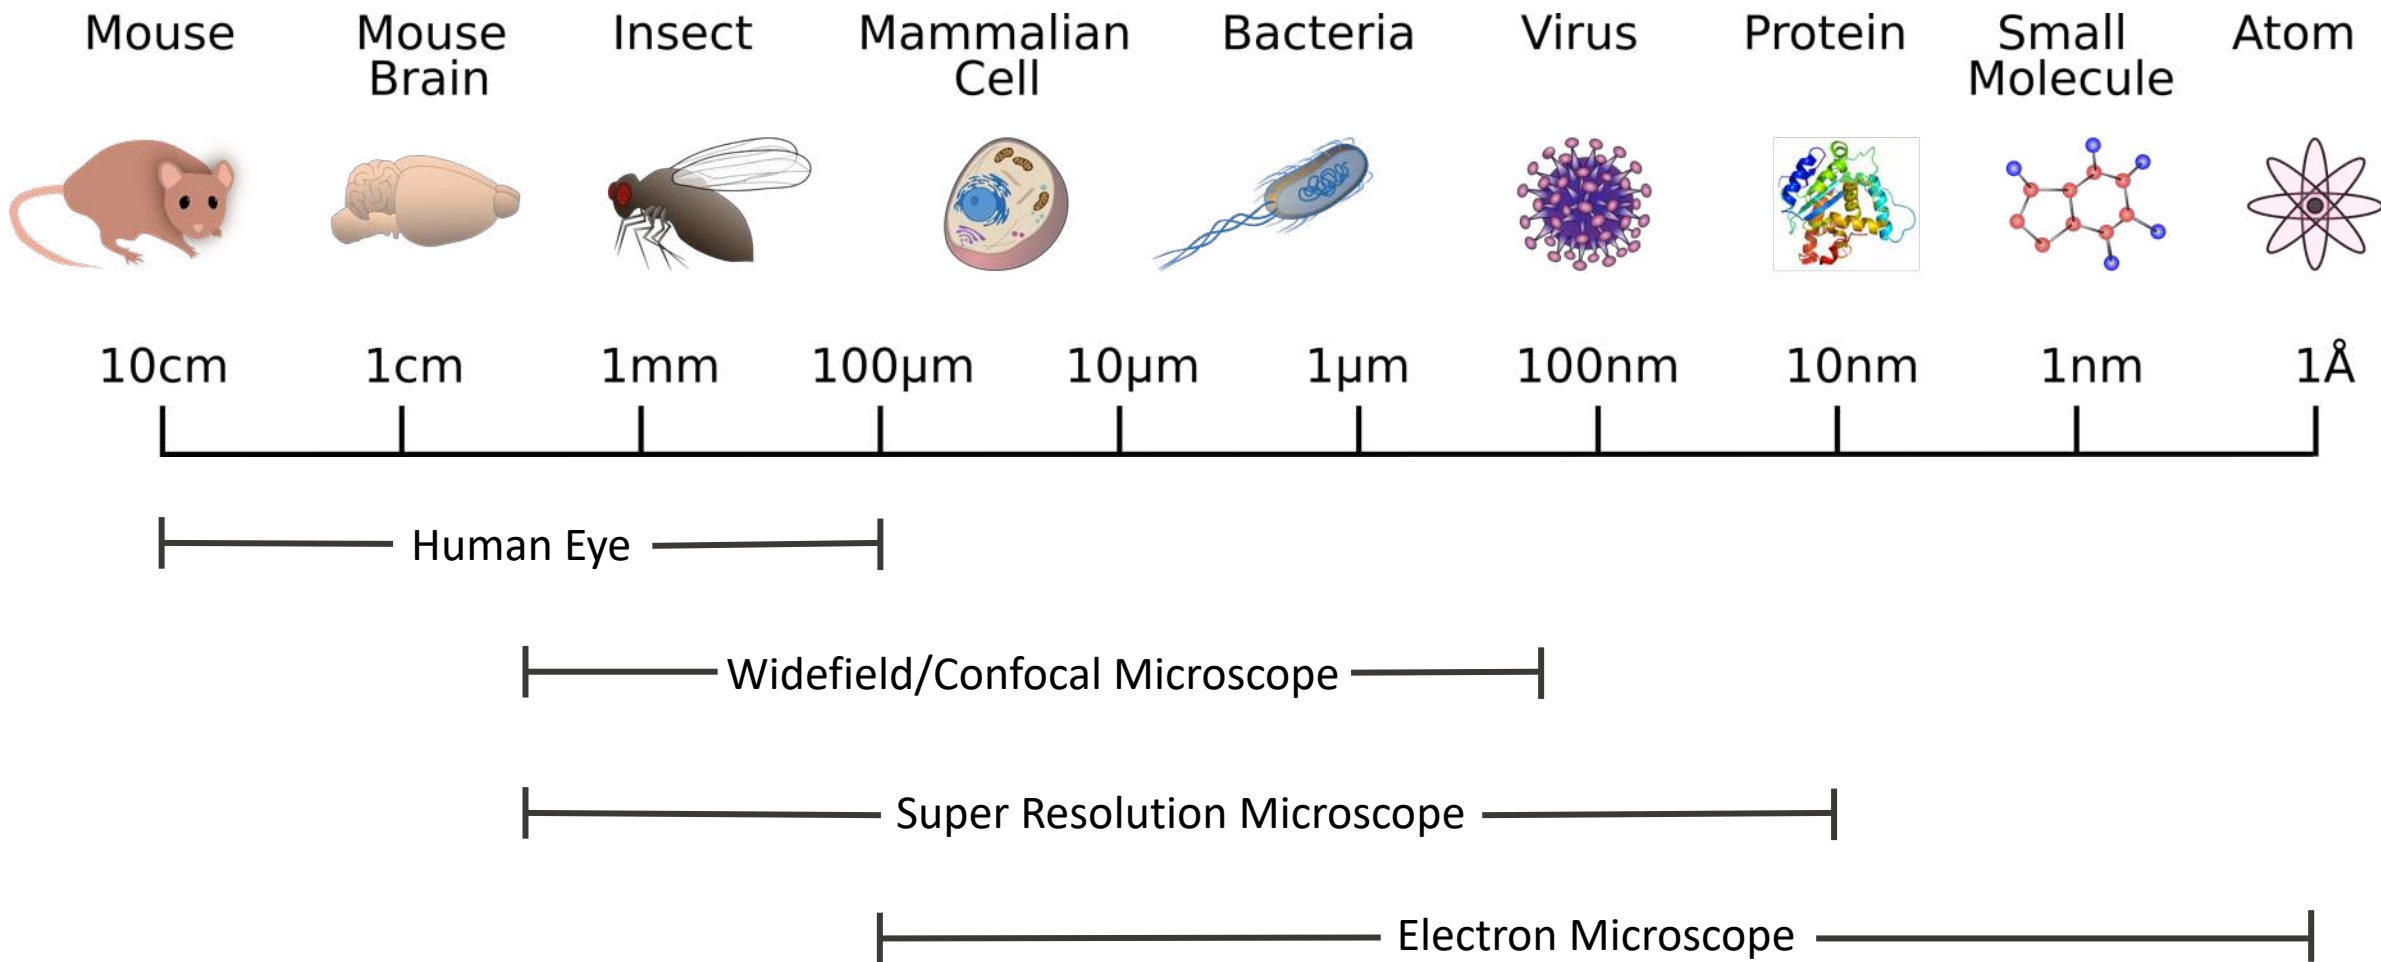 Mouse
Mouse
Brain
Insect
Mammalian
Cell
Bacteria
Virus
Protein
Small
Molecule
Atom
10cm
1cm
1mm
100µm
10µm
1µm
100nm
10nm
1nm
1Å
Human Eye
Widefield/Confocal Microscope
Super Resolution Microscope
Electron Microscope